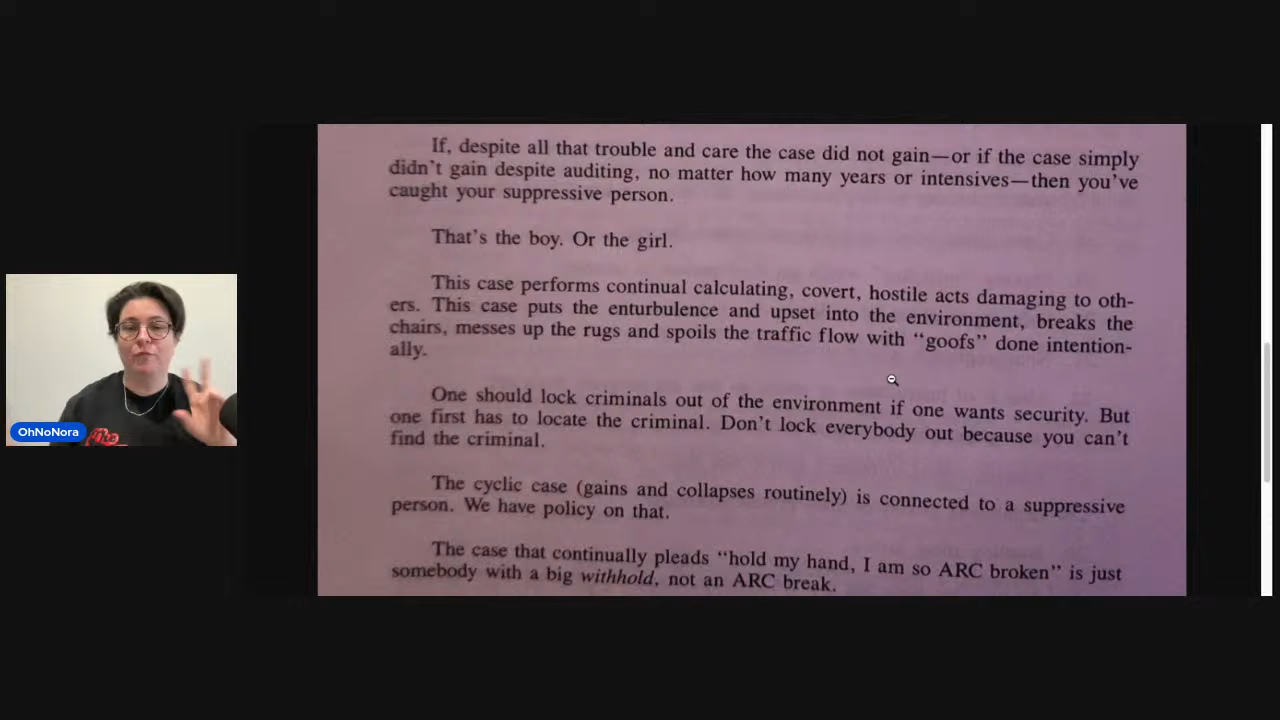 If, despite all that trouble and care the case did not gain—or if the case simply
didn't gain despite auditing, no matter how many years or intensives—then you've
caught your suppressive person.
That's the boy. Or the girl.
This case performs continual calculating, covert, hostile acts damaging to oth-
ers. This case puts the enturbulence and upset into the environment, breaks the
chairs, messes up the rugs and spoils the traffic flow with "goofs" done intention-
ally.
One should lock criminals out of the environment if one wants security. But
one first has to locate the criminal. Don't lock everybody out because you can't
find the criminal.
The cyclic case (gains and collapses routinely) is connected to a suppressive
person. We have policy on that.
The case that continually pleads "hold my hand, I am so ARC broken" is just
somebody with a big withhold, not an ARC break.
OhNoNora
The